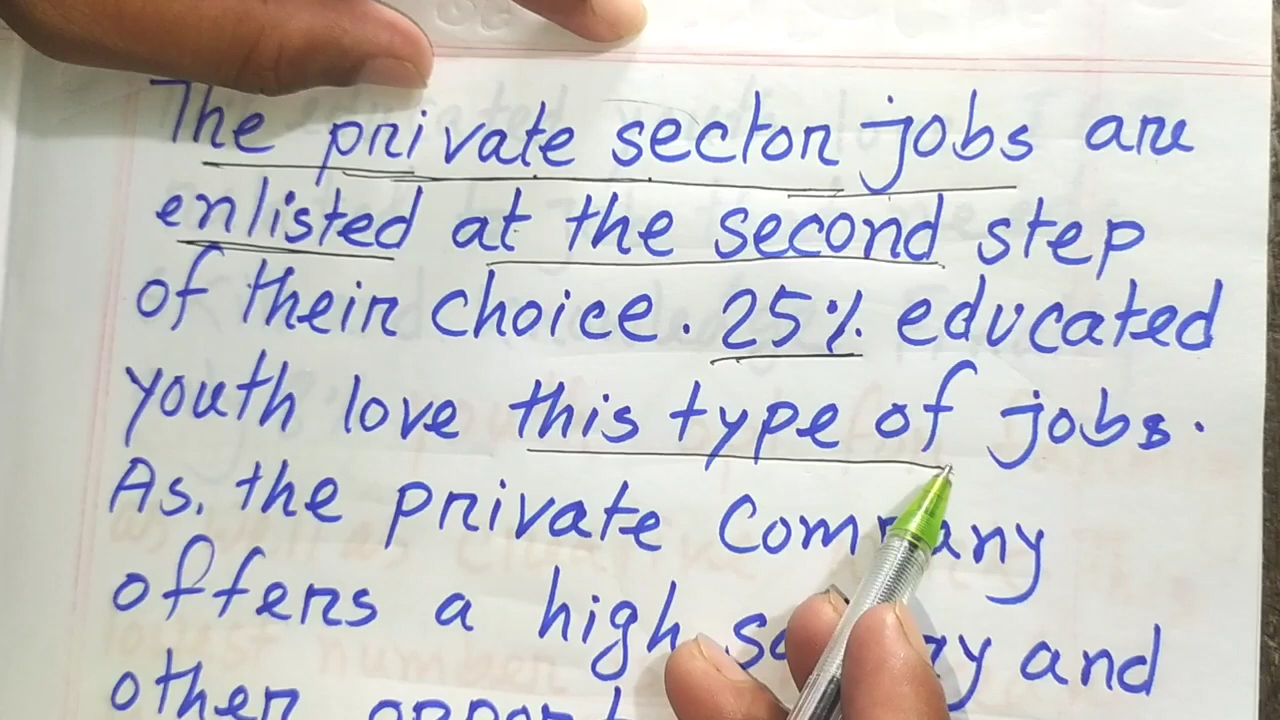 The private sector jobs are
enlisted at the second step
of their choice. 25% educated
youth love this type of jobs.
As. the private Company
offers a high and
other